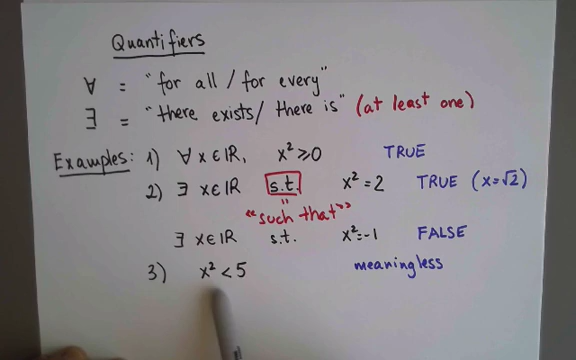 Quantifiers
∀ = "for all / for every"
∃ = "there exists/ there is" (at least one)
Examples: 1) ∀ x∈ℝ, x² ≥ 0 TRUE
2) ∃ x∈ℝ s.t. x² = 2 TRUE (x=√2)
"such that"
∃ x∈ℝ s.t. x² = -1 FALSE
3) x² < 5 meaningless